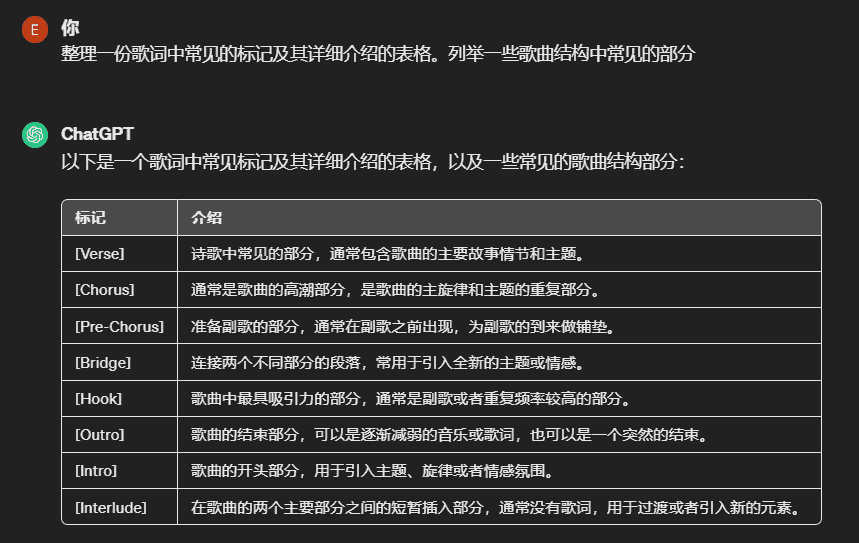 E
你
整理一份歌词中常见的标记及其详细介绍的表格。列举一些歌曲结构中常见的部分
ChatGPT
以下是一个歌词中常见标记及其详细介绍的表格，以及一些常见的歌曲结构部分：
标记 介绍
[Verse] 诗歌中常见的部分，通常包含歌曲的主要故事情节和主题。
[Chorus] 通常是歌曲的高潮部分，是歌曲的主旋律和主题的重复部分。
[Pre-Chorus] 准备副歌的部分，通常在副歌之前出现，为副歌的到来做铺垫。
[Bridge] 连接两个不同部分的段落，常用于引入全新的主题或情感。
[Hook] 歌曲中最具吸引力的部分，通常是副歌或者重复频率较高的部分。
[Outro] 歌曲的结束部分，可以是逐渐减弱的音乐或歌词，也可以是一个突然的结束。
[Intro] 歌曲的开头部分，用于引入主题、旋律或者情感氛围。
[Interlude] 在歌曲的两个主要部分之间的短暂插入部分，通常没有歌词，用于过渡或者引入新的元素。